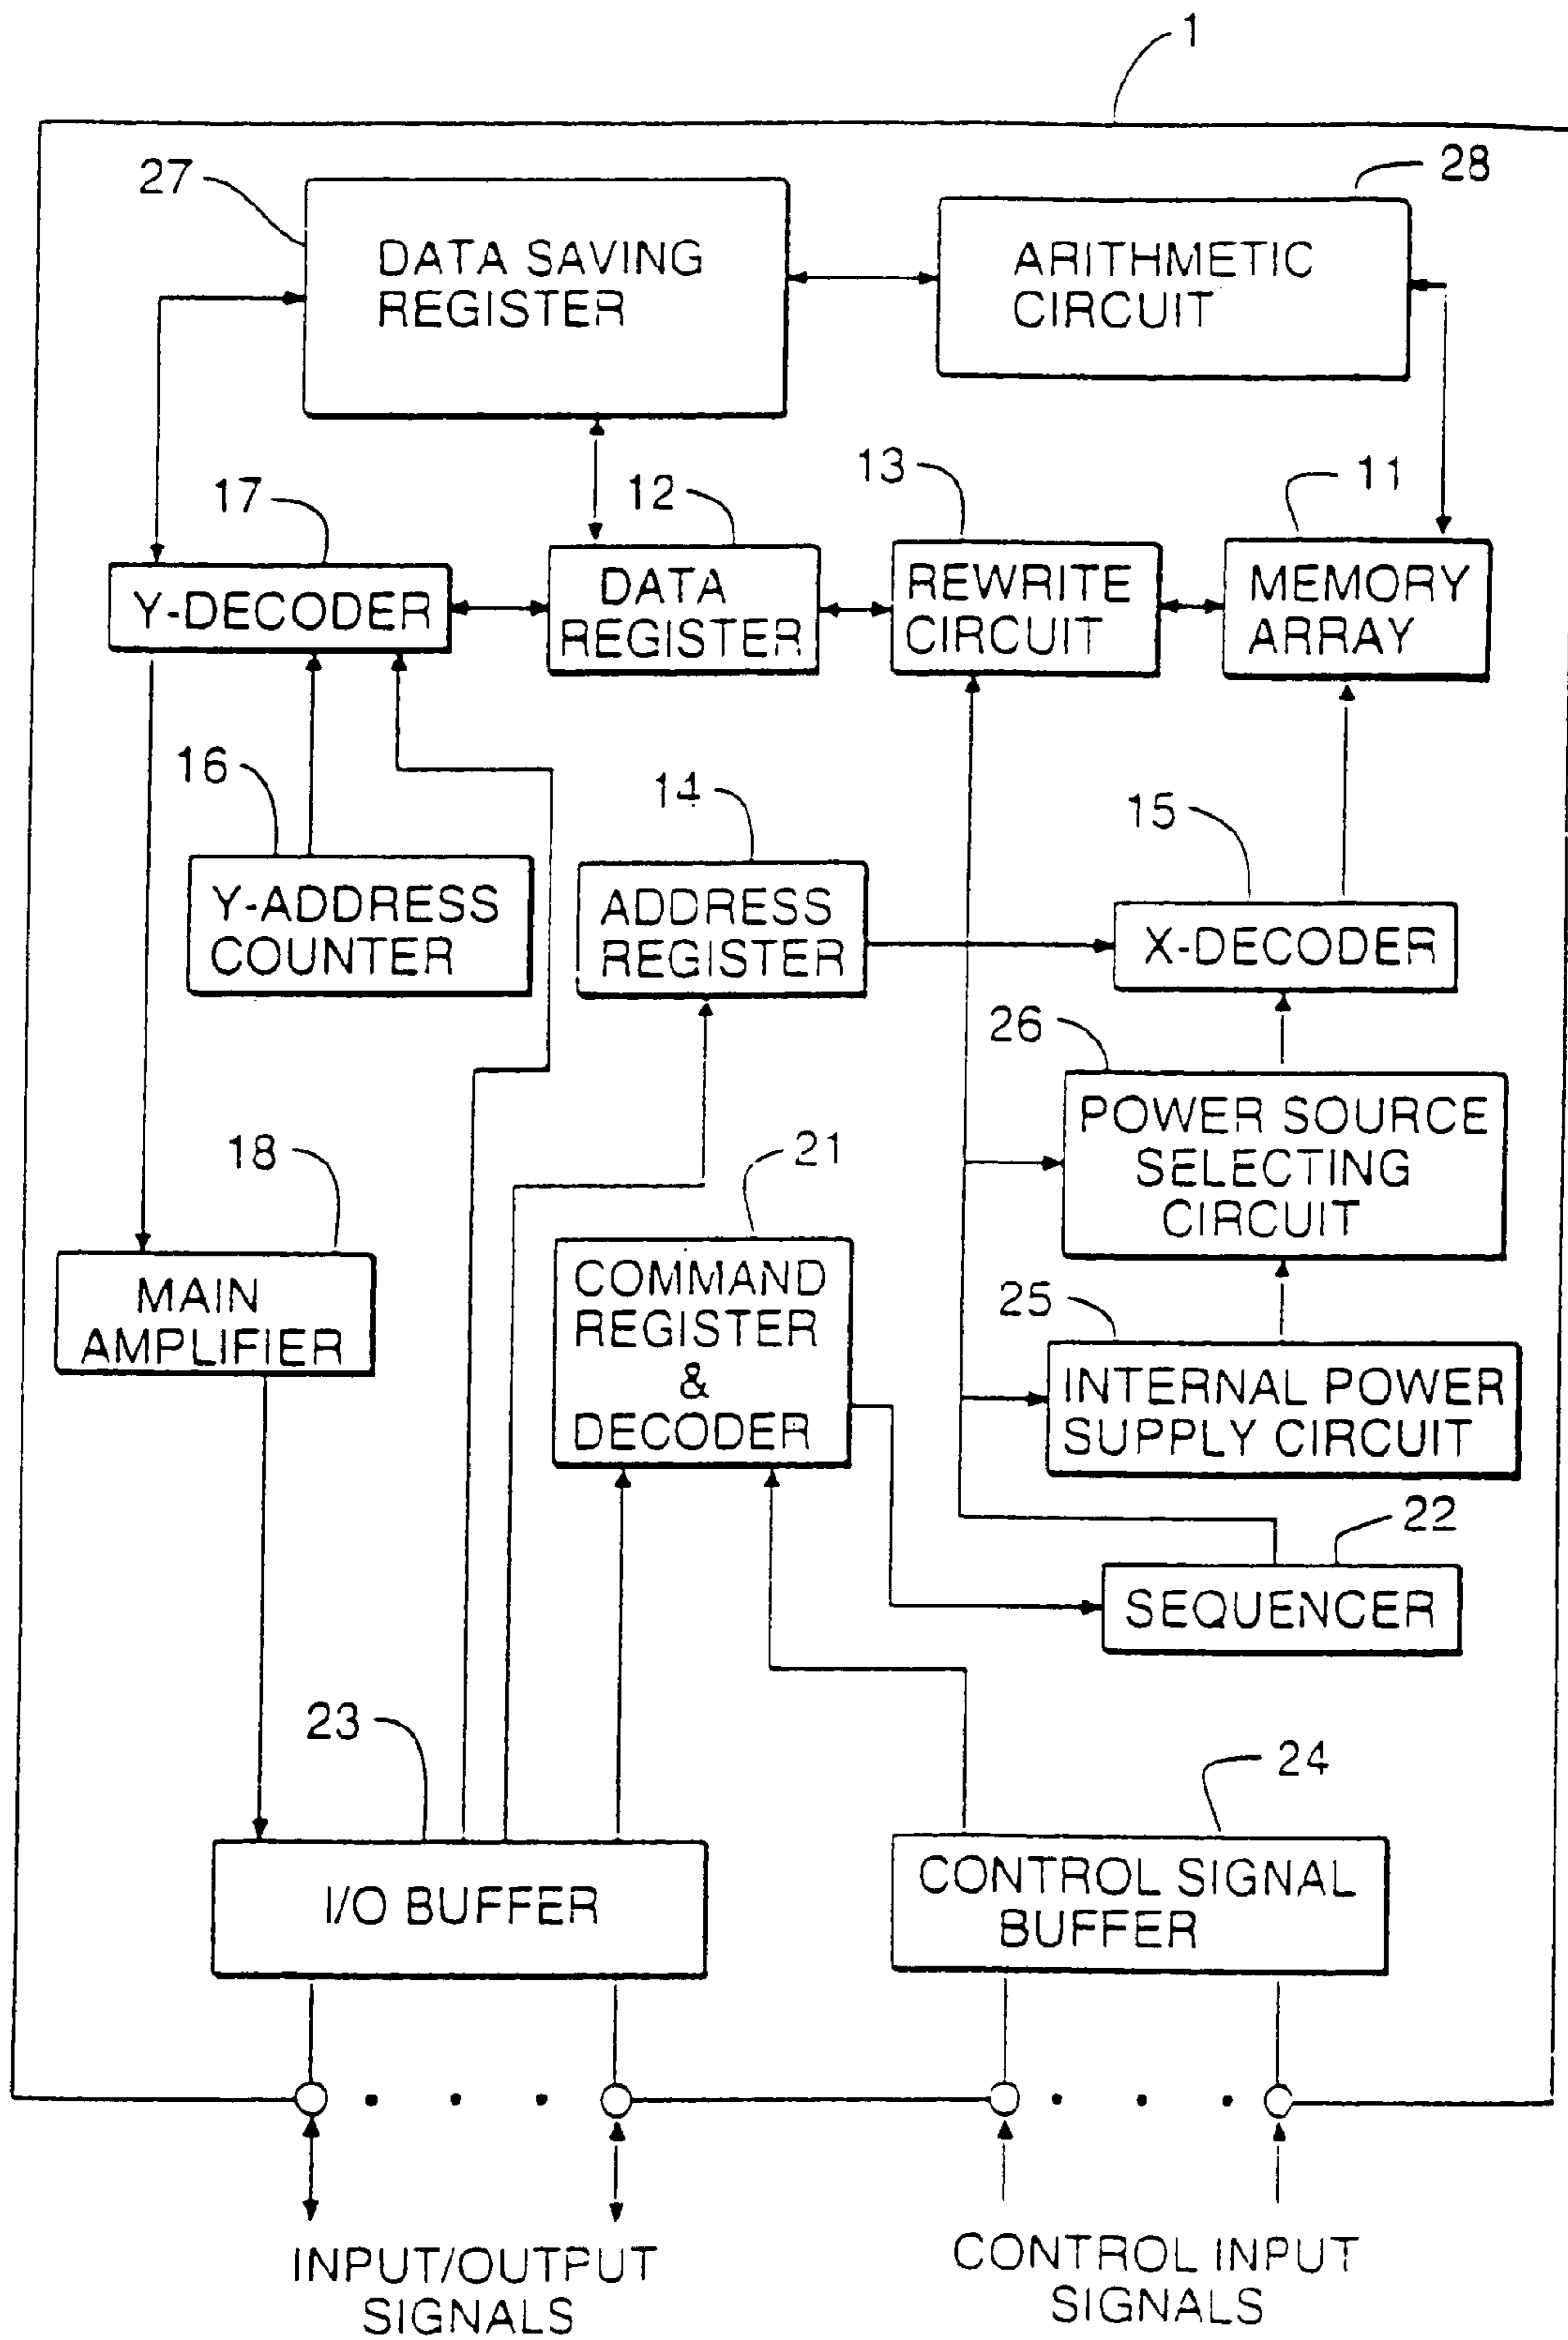 1
27
28
DATA SAVING
REGISTER
ARITHMETIC
CIRCUIT
17
12
13
11
Y-DECODER
DATA
REGISTER
REWRITE
CIRCUIT
MEMORY
ARRAY
16
14
15
Y-ADDRESS
COUNTER
ADDRESS
REGISTER
X-DECODER
26
POWER SOURCE
SELECTING
CIRCUIT
18
21
MAIN
AMPLIFIER
COMMAND
REGISTER
&
DECODER
25
INTERNAL POWER
SUPPLY CIRCUIT
22
SEQUENCER
23
24
I/O BUFFER
CONTROL SIGNAL
BUFFER
INPUT/OUTPUT
SIGNALS
CONTROL INPUT
SIGNALS